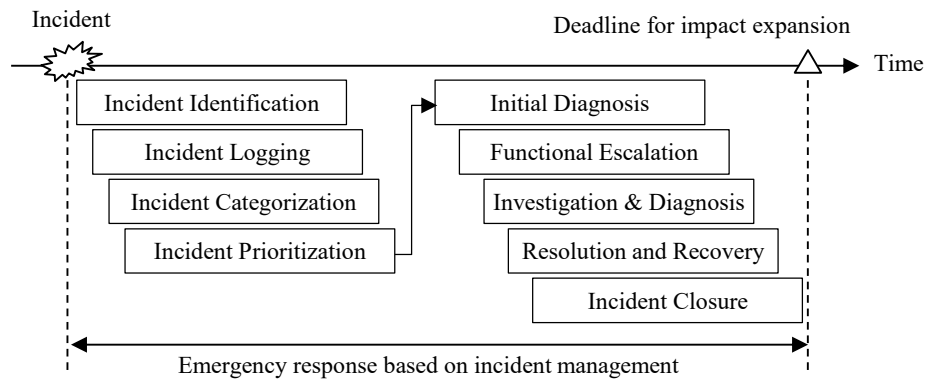 Incident
Deadline for impact expansion
Time
Incident Identification
Incident Logging
Incident Categorization
Incident Prioritization
Initial Diagnosis
Functional Escalation
Investigation & Diagnosis
Resolution and Recovery
Incident Closure
Emergency response based on incident management